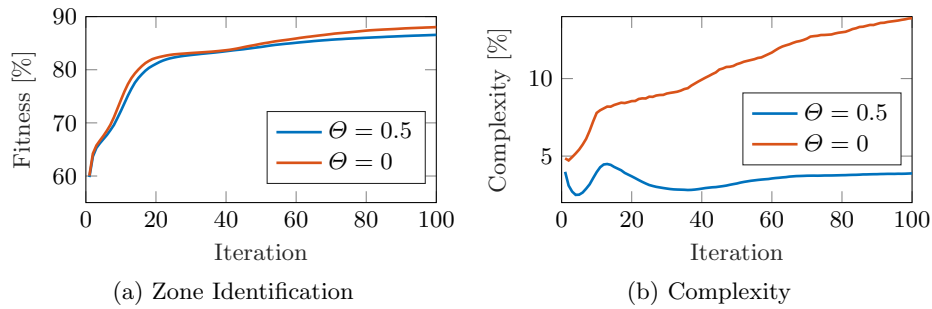 90
80
70
60
Fitness [%]
Θ = 0.5
Θ = 0
0 20 40 60 80 100
Iteration
(a) Zone Identification
10
5
Complexity [%]
Θ = 0.5
Θ = 0
0 20 40 60 80 100
Iteration
(b) Complexity